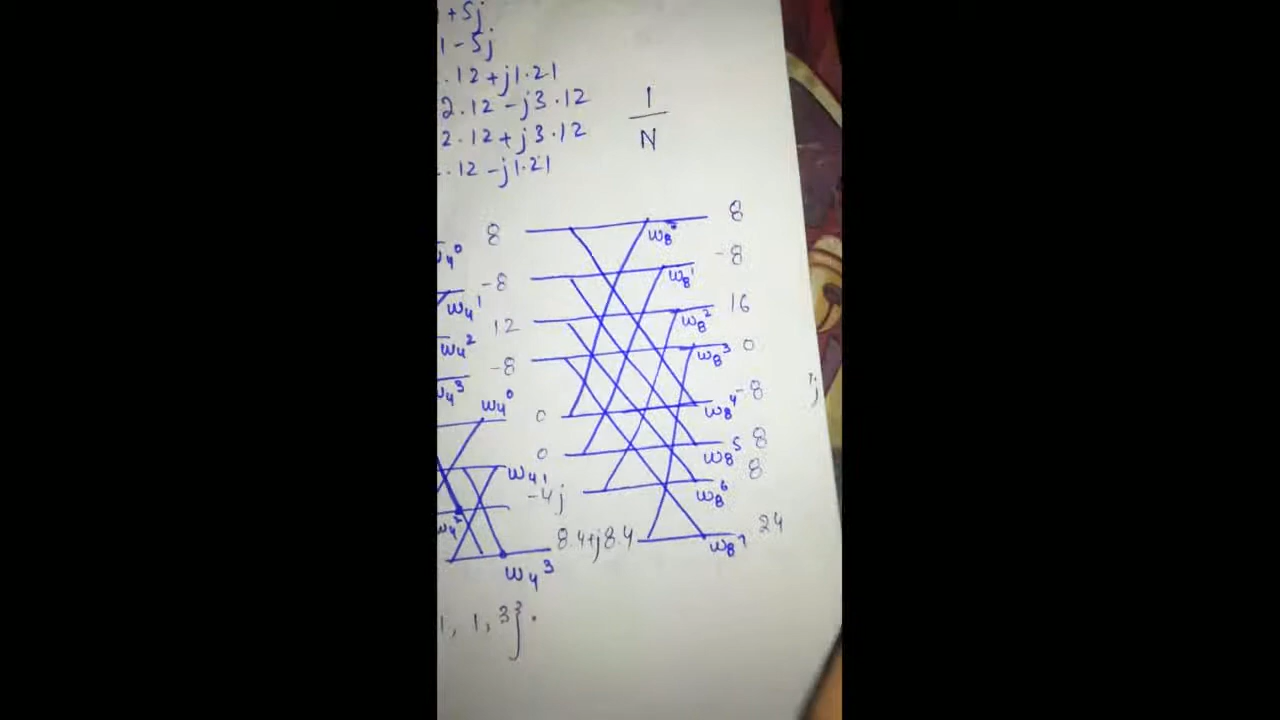 +5j
1-5j
.12+j1.21
2.12-j3.12
2.12+j3.12
.12-j1.21
1
N
8 w₈⁰ 8
w₄⁰ -8 w₈¹ -8
w₄¹ 12 w₈² 16
w₄² -8 w₈³ 0
w₄³ 0 w₈⁴ -8
w₄⁰ 0 w₈⁵ 8
w₄¹ -4j w₈⁶ 8
w₄² 8.4+j8.4 w₈⁷ 24
w₄³
1, 1, 3}.
j